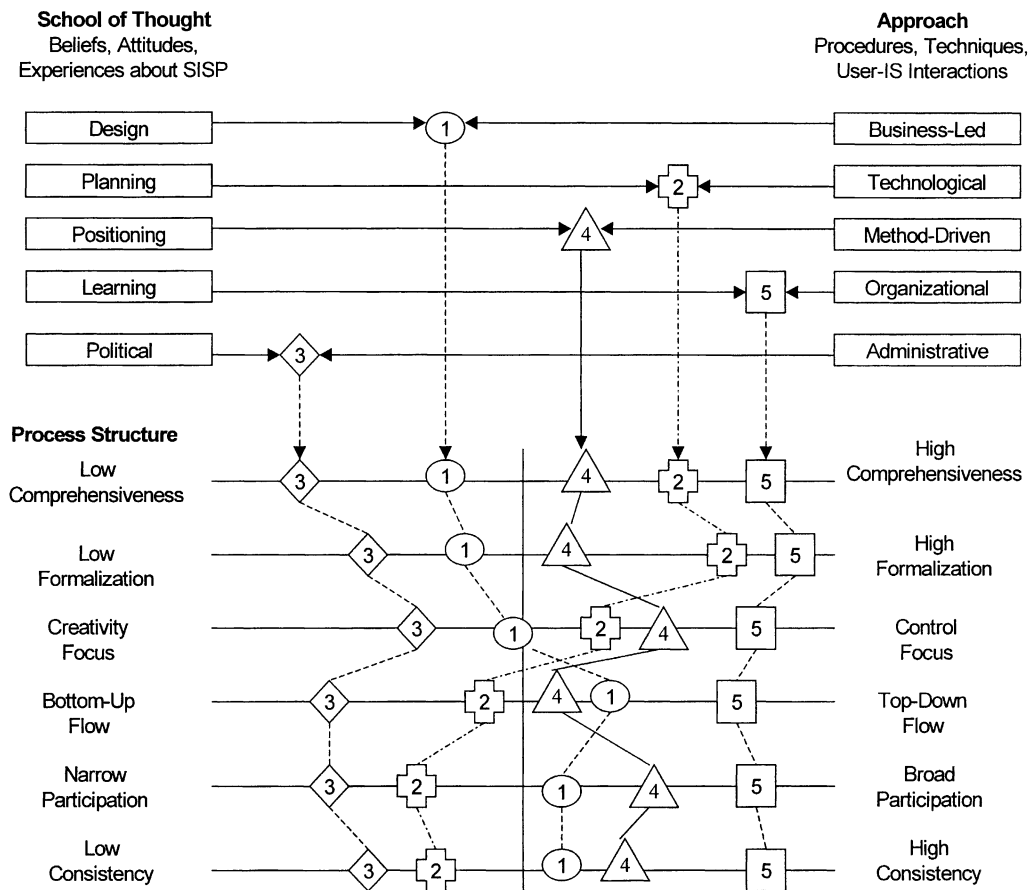 School of Thought
Beliefs, Attitudes,
Experiences about SISP
Approach
Procedures, Techniques,
User-IS Interactions
Design
1
Business-Led
Planning
2
Technological
Positioning
4
Method-Driven
Learning
5
Organizational
Political
3
Administrative
Process Structure
Low
Comprehensiveness
3
1
4
2
5
High
Comprehensiveness
Low
Formalization
3
1
4
2
5
High
Formalization
Creativity
Focus
3
1
2
4
5
Control
Focus
Bottom-Up
Flow
3
2
4
1
5
Top-Down
Flow
Narrow
Participation
3
2
1
4
5
Broad
Participation
Low
Consistency
3
2
1
4
5
High
Consistency